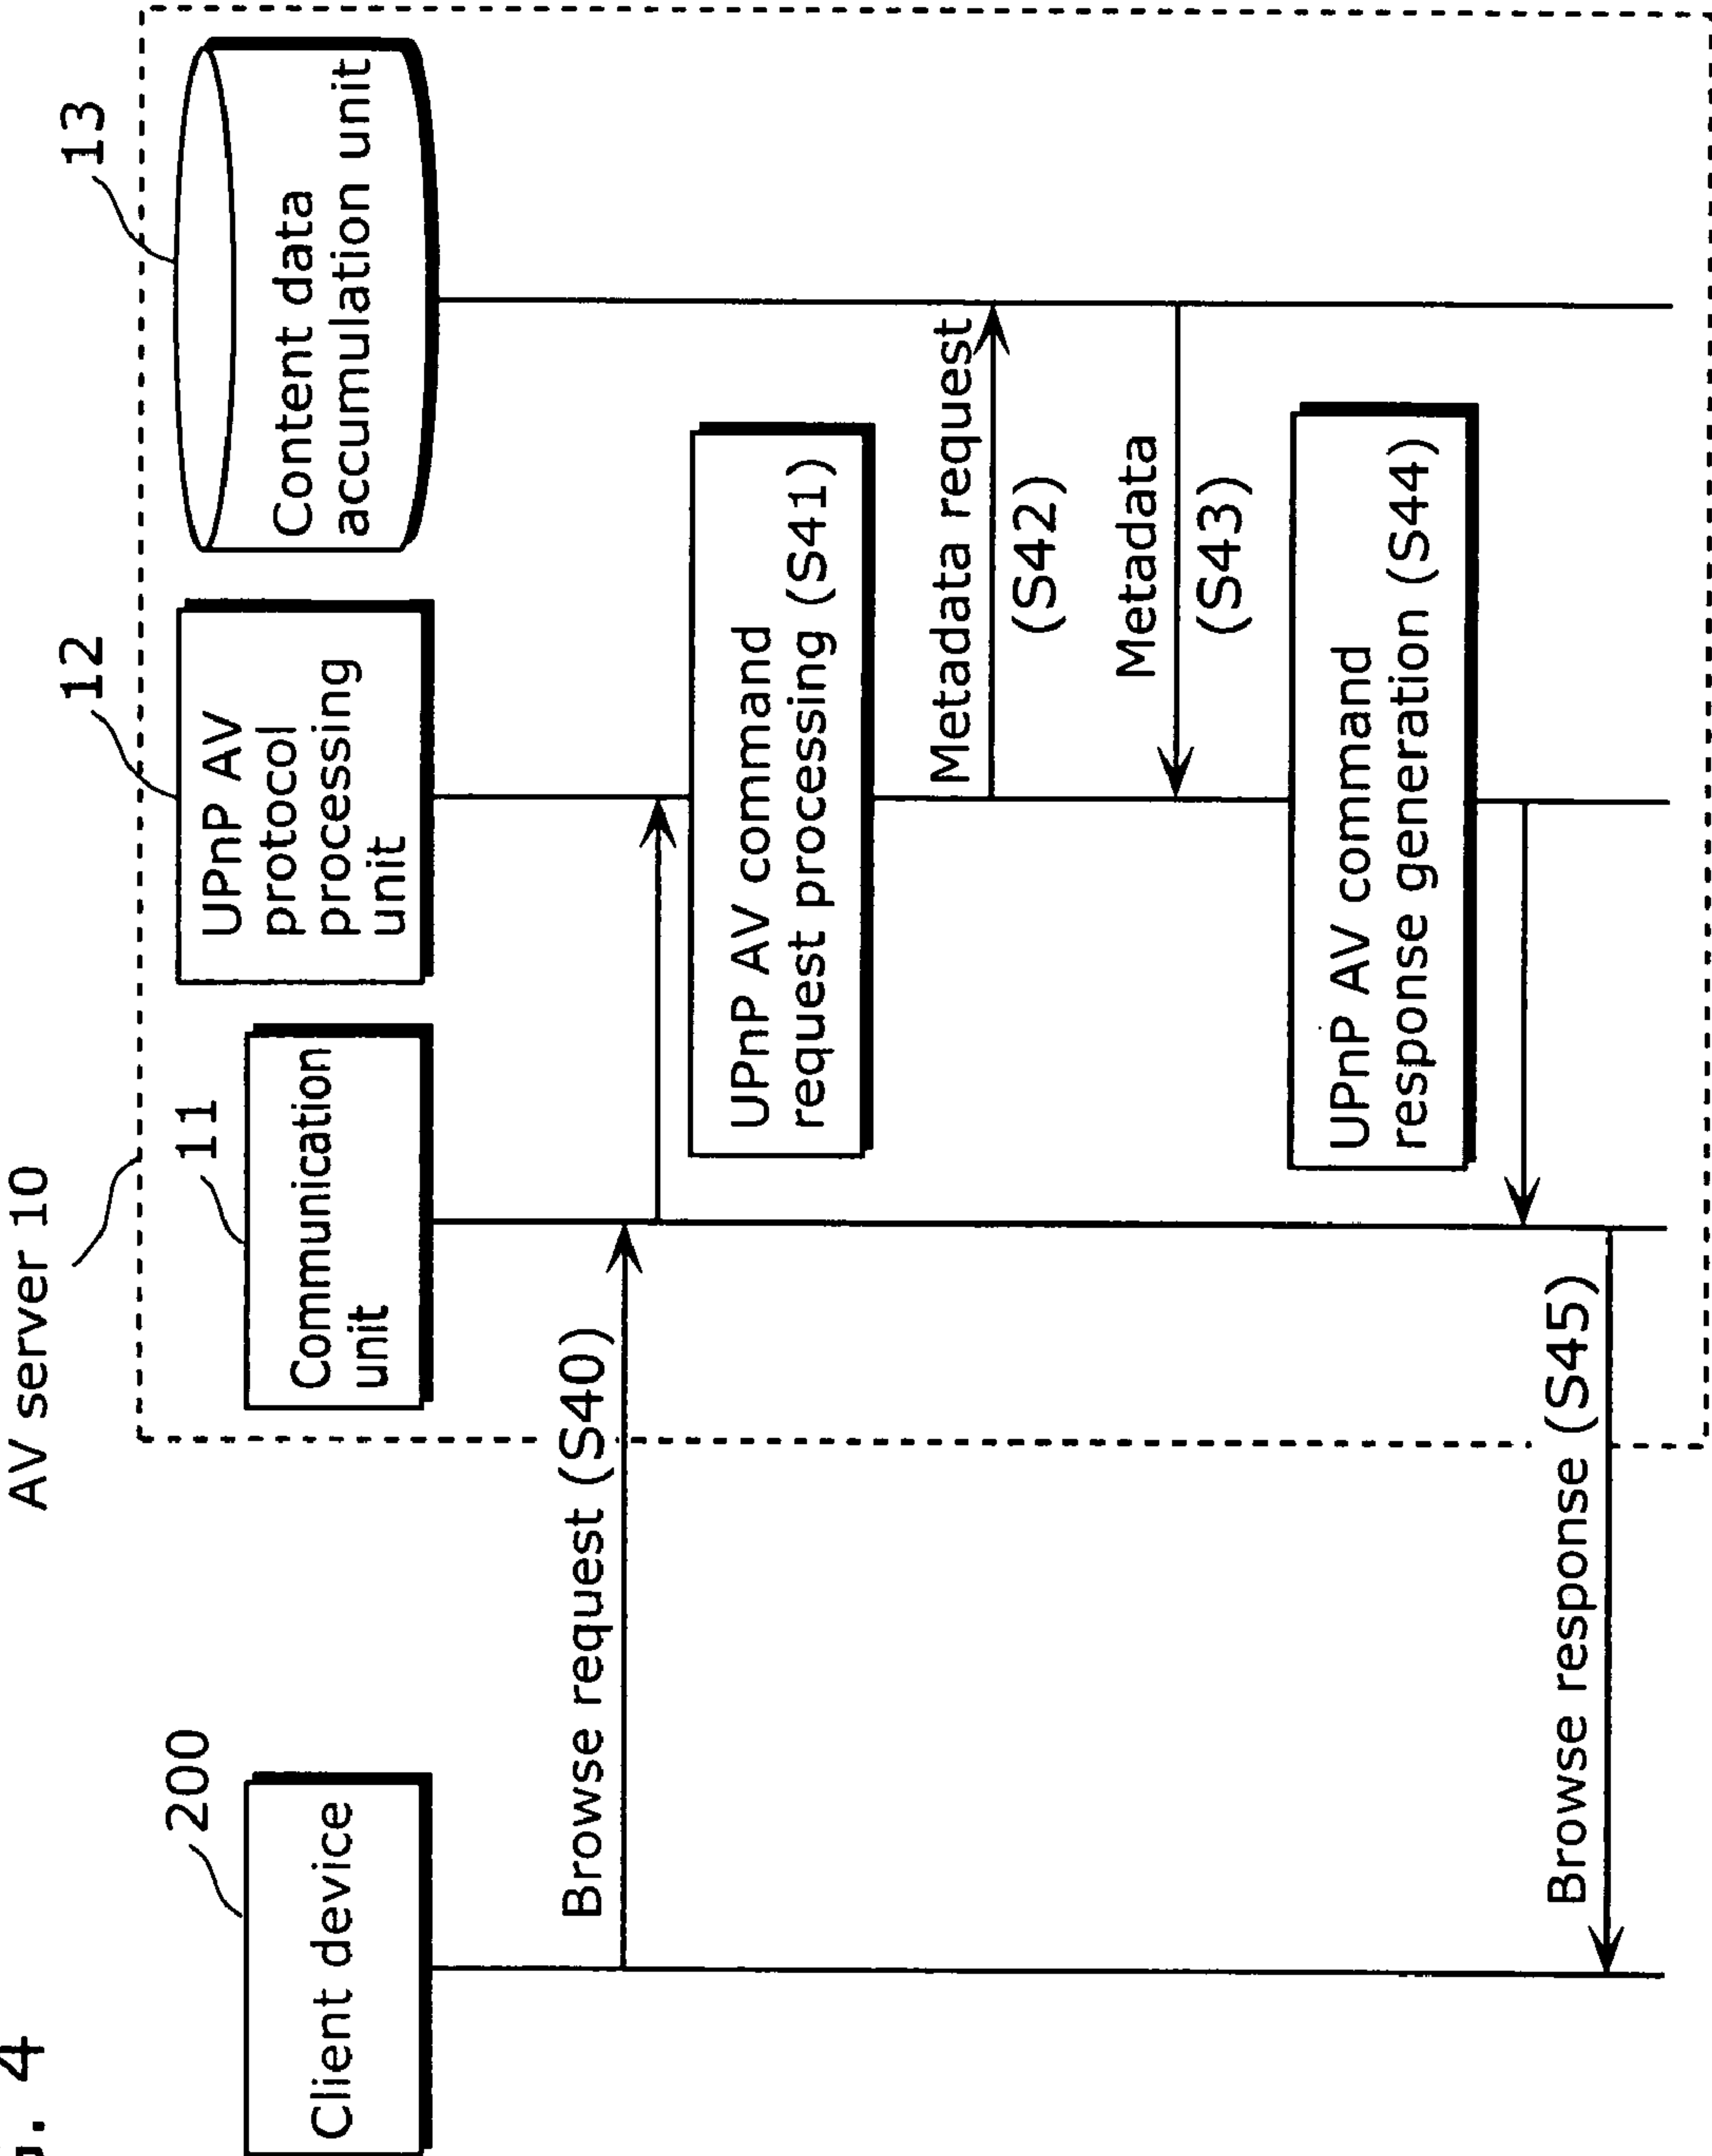 . 4
AV server 10
200
11
12
13
Client device
Communication
unit
UPnP AV
protocol
processing
unit
Content data
accumulation unit
Browse request (S40)
UPnP AV command
request processing (S41)
Metadata request
(S42)
Metadata
(S43)
UPnP AV command
response generation (S44)
Browse response (S45)